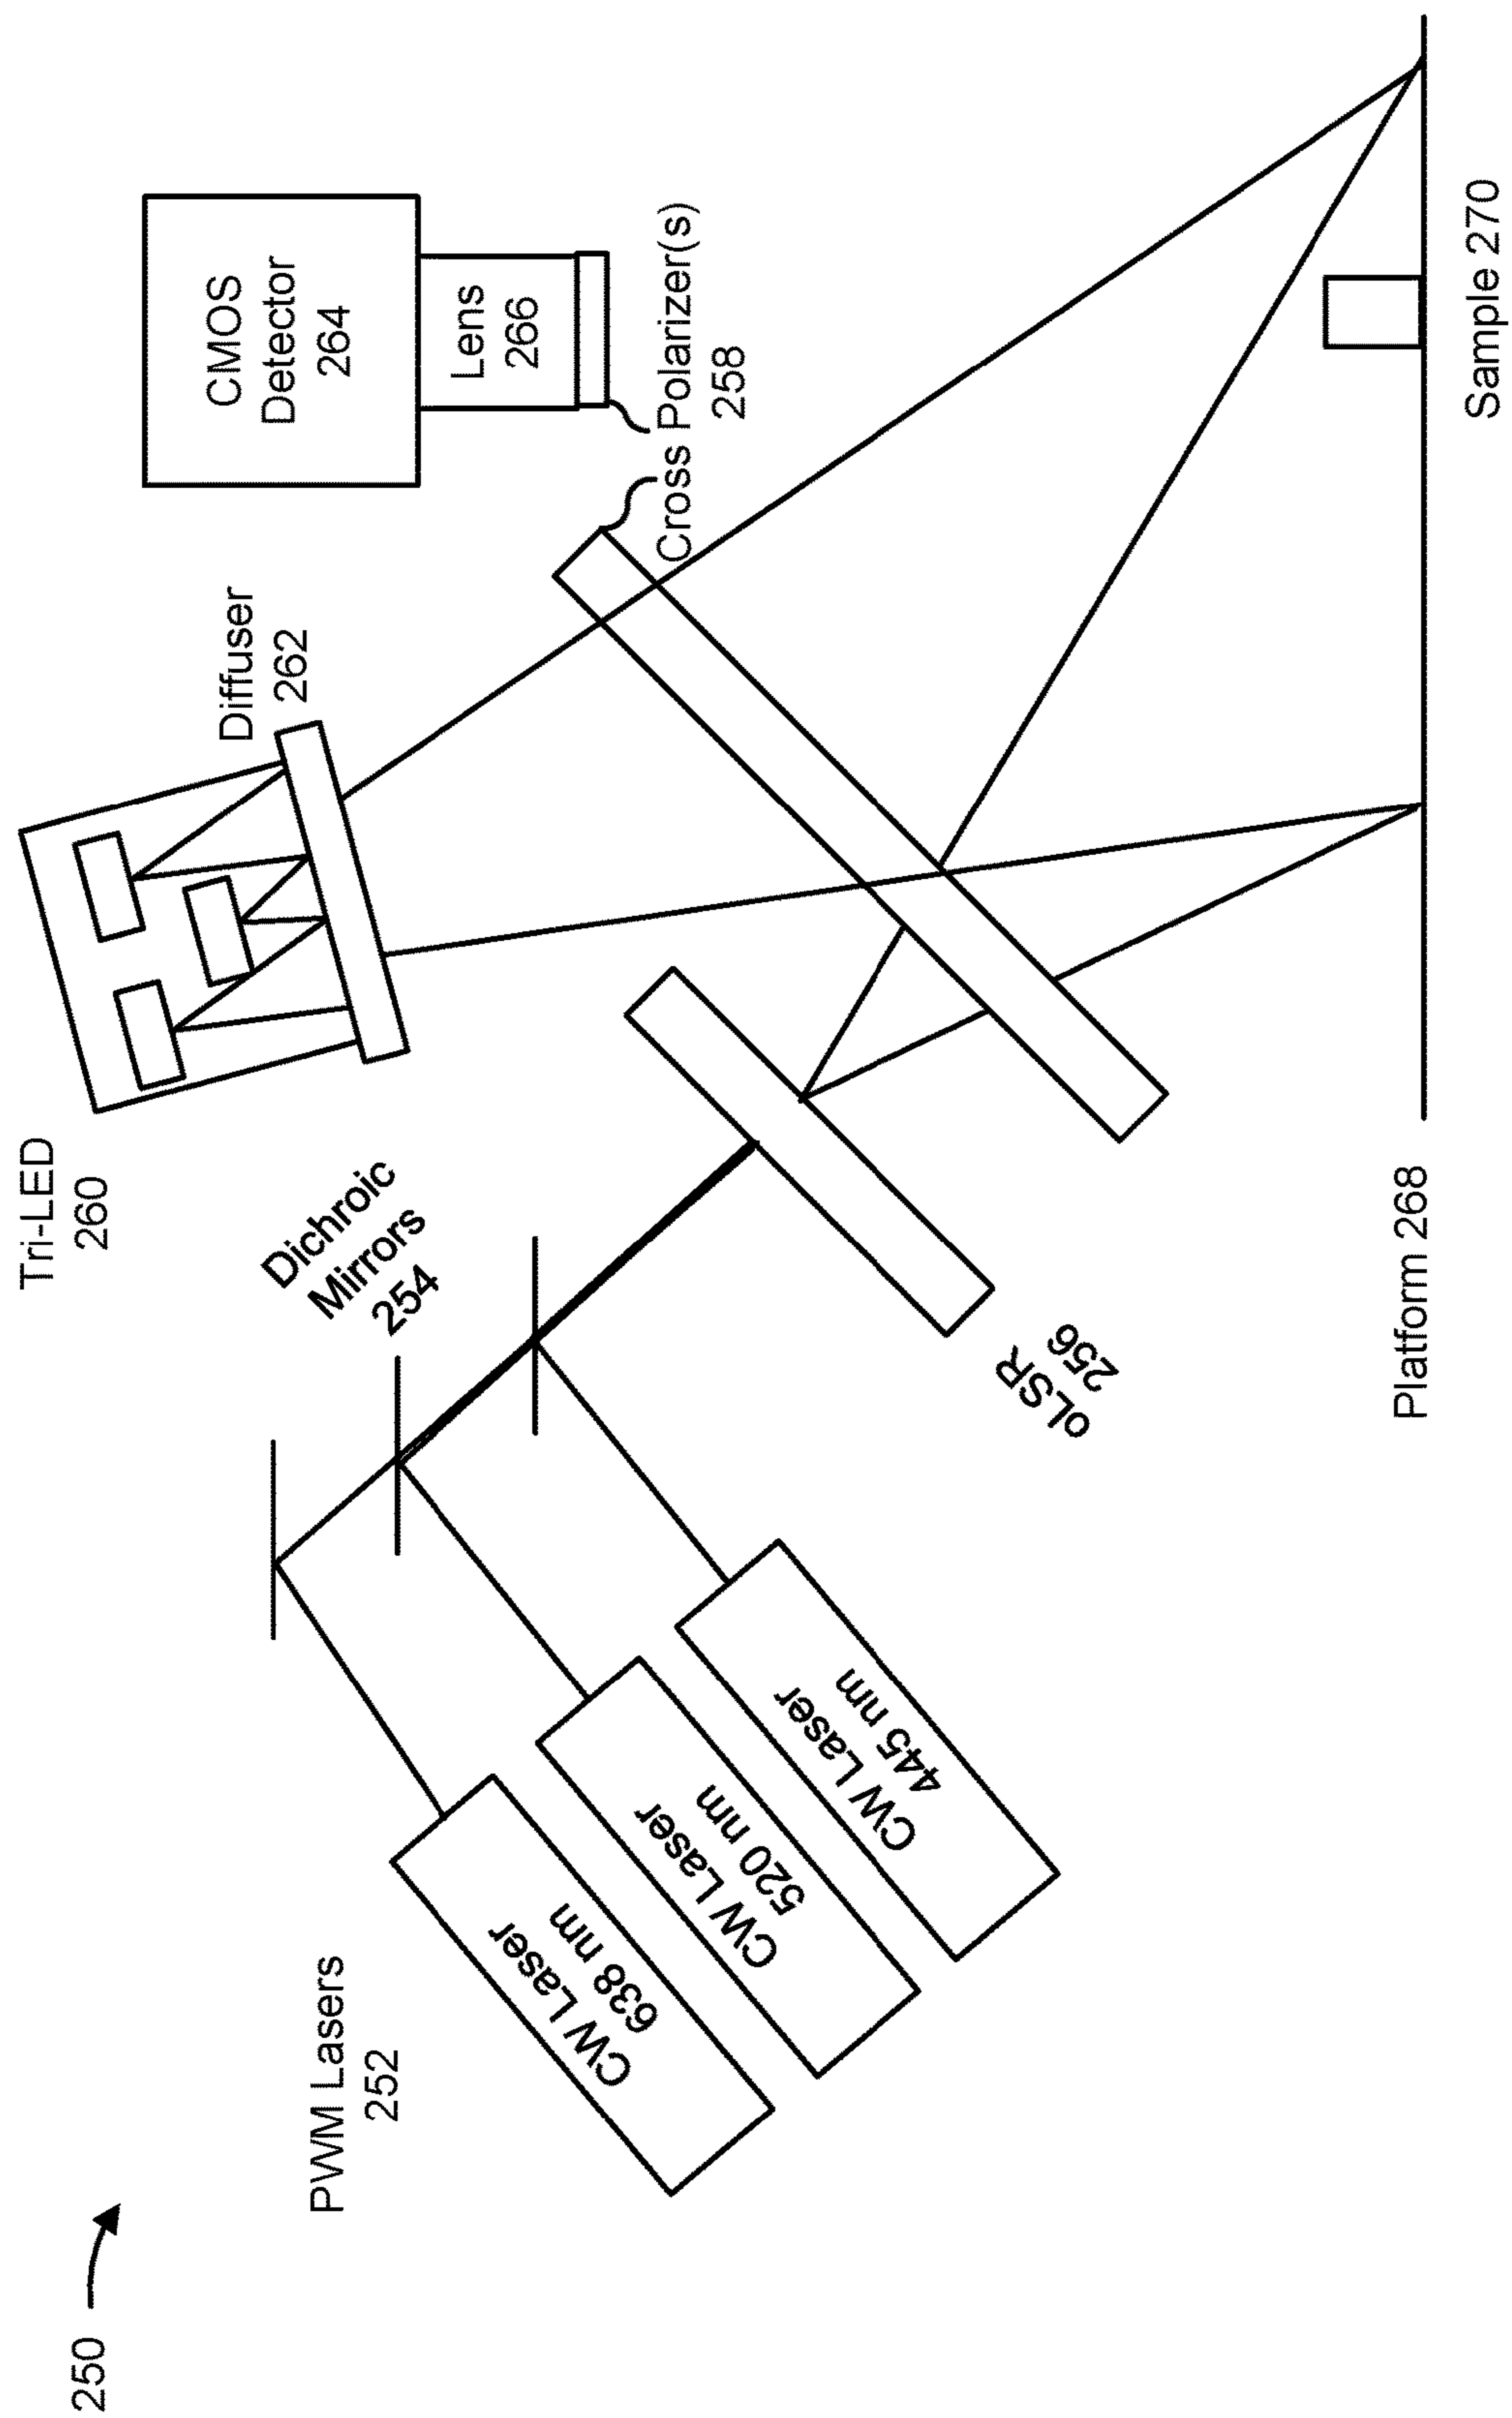 250
PWM Lasers
252
CW Laser
638 nm
CW Laser
520 nm
CW Laser
445 nm
Dichroic
Mirrors
254
oLSR
256
Tri-LED
260
Diffuser
262
CMOS
Detector
264
Lens
266
Cross Polarizer(s)
258
Platform 268
Sample 270